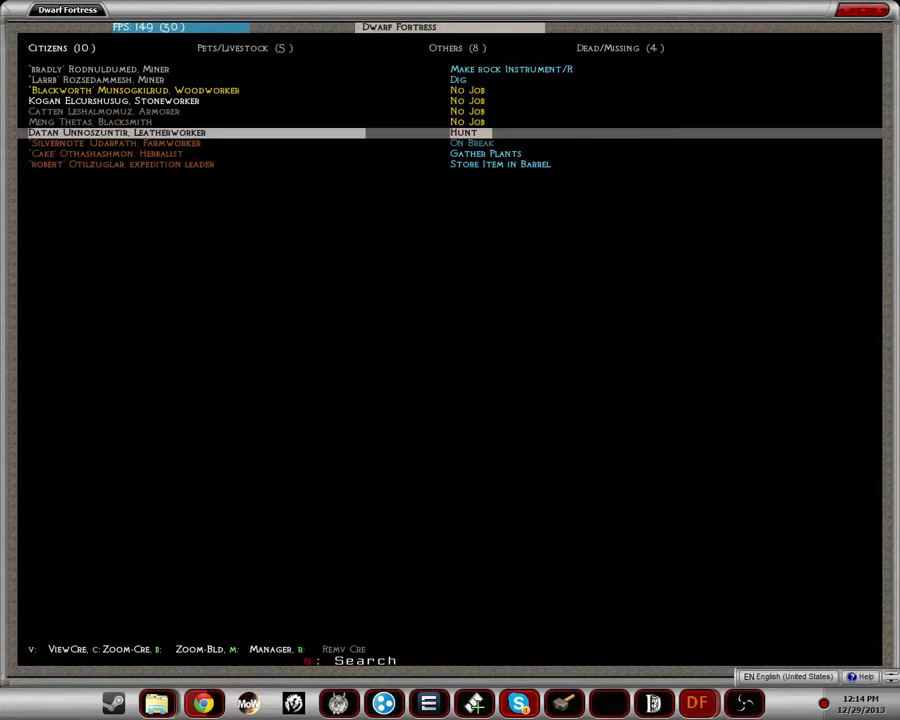 Dwarf Fortress
FPS: 149 (50) Dwarf Fortress
Citizens (10) Pets/Livestock (5) Others (8) Dead/Missing (4)
`bradly' Rodnuldumed, Miner Make rock Instrument/R
`Larrb' Rozsedammesh, Miner Dig
`Blackworth' Munsogkilrud, Woodworker No Job
Kogan Elcurshusug, Stoneworker No Job
Catten Leshalmomuz, Armorer No Job
Meng Thetas, Blacksmith No Job
Datan Unnoszuntir, Leatherworker Hunt
`Silvernote' Udarfath, Farmworker On Break
`Cake' Othashashmon, Herbalist Gather Plants
`robert' Otilzuglar, expedition leader Store Item in Barrel
V: ViewCre, C: Zoom-Cre, B: Zoom-Bld, M: Manager, R: Remv Cre
s: Search
EN English (United States) Help
MoW DF 12:14 PM
12/29/2013